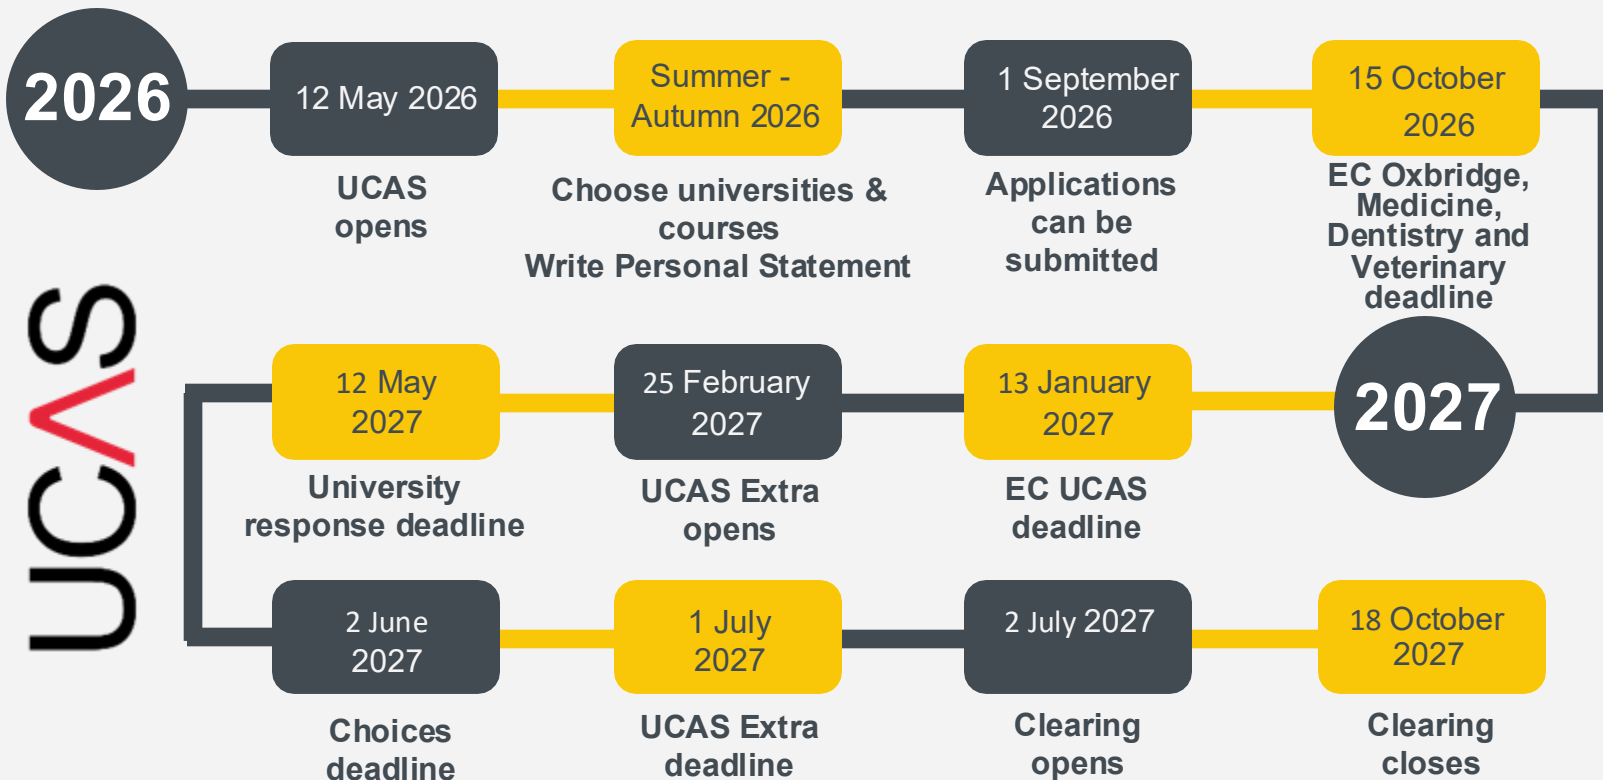 2026
12 May 2026
UCAS
opens
Summer -
Autumn 2026
Choose universities &
courses
Write Personal Statement
1 September
2026
Applications
can be
submitted
15 October
2026
EC Oxbridge,
Medicine,
Dentistry and
Veterinary
deadline
2027
13 January
2027
EC UCAS
deadline
25 February
2027
UCAS Extra
opens
12 May
2027
University
response deadline
2 June
2027
Choices
deadline
1 July
2027
UCAS Extra
deadline
2 July 2027
Clearing
opens
18 October
2027
Clearing
closes
UCAS